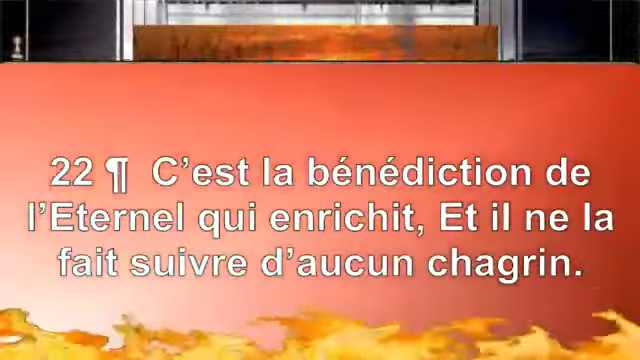 22 ¶ C’est la bénédiction de
l’Eternel qui enrichit, Et il ne la
fait suivre d’aucun chagrin.